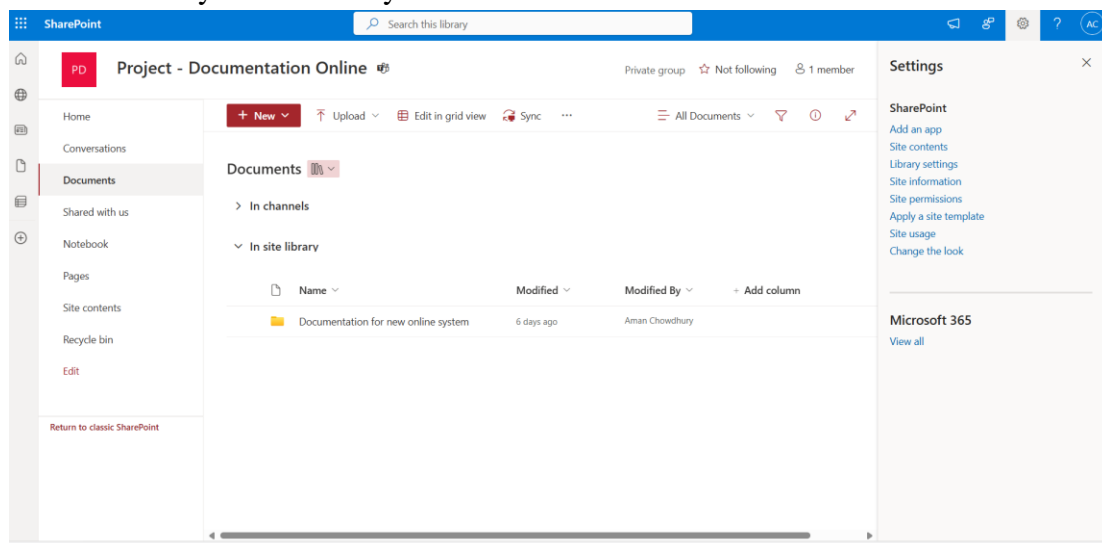 SharePoint
Search this library
?
AC
PD
Project - Documentation Online
Private group
Not following
1 member
Home
Conversations
Documents
Shared with us
Notebook
Pages
Site contents
Recycle bin
Edit
Return to classic SharePoint
+ New
Upload
Edit in grid view
Sync
...
All Documents
Documents
In channels
In site library
Name
Modified
Modified By
+ Add column
Documentation for new online system
6 days ago
Aman Chowdhury
Settings
SharePoint
Add an app
Site contents
Library settings
Site information
Site permissions
Apply a site template
Site usage
Change the look
Microsoft 365
View all